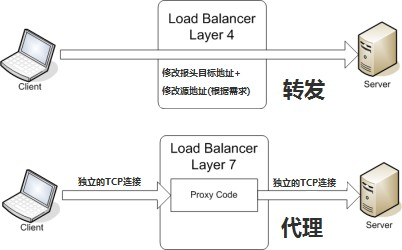 Load Balancer
Layer 4
修改报头目标地址+
修改源地址(根据需求)
转发
Client
Server
Load Balancer
Layer 7
独立的TCP连接
Proxy Code
独立的TCP连接
代理
Client
Server